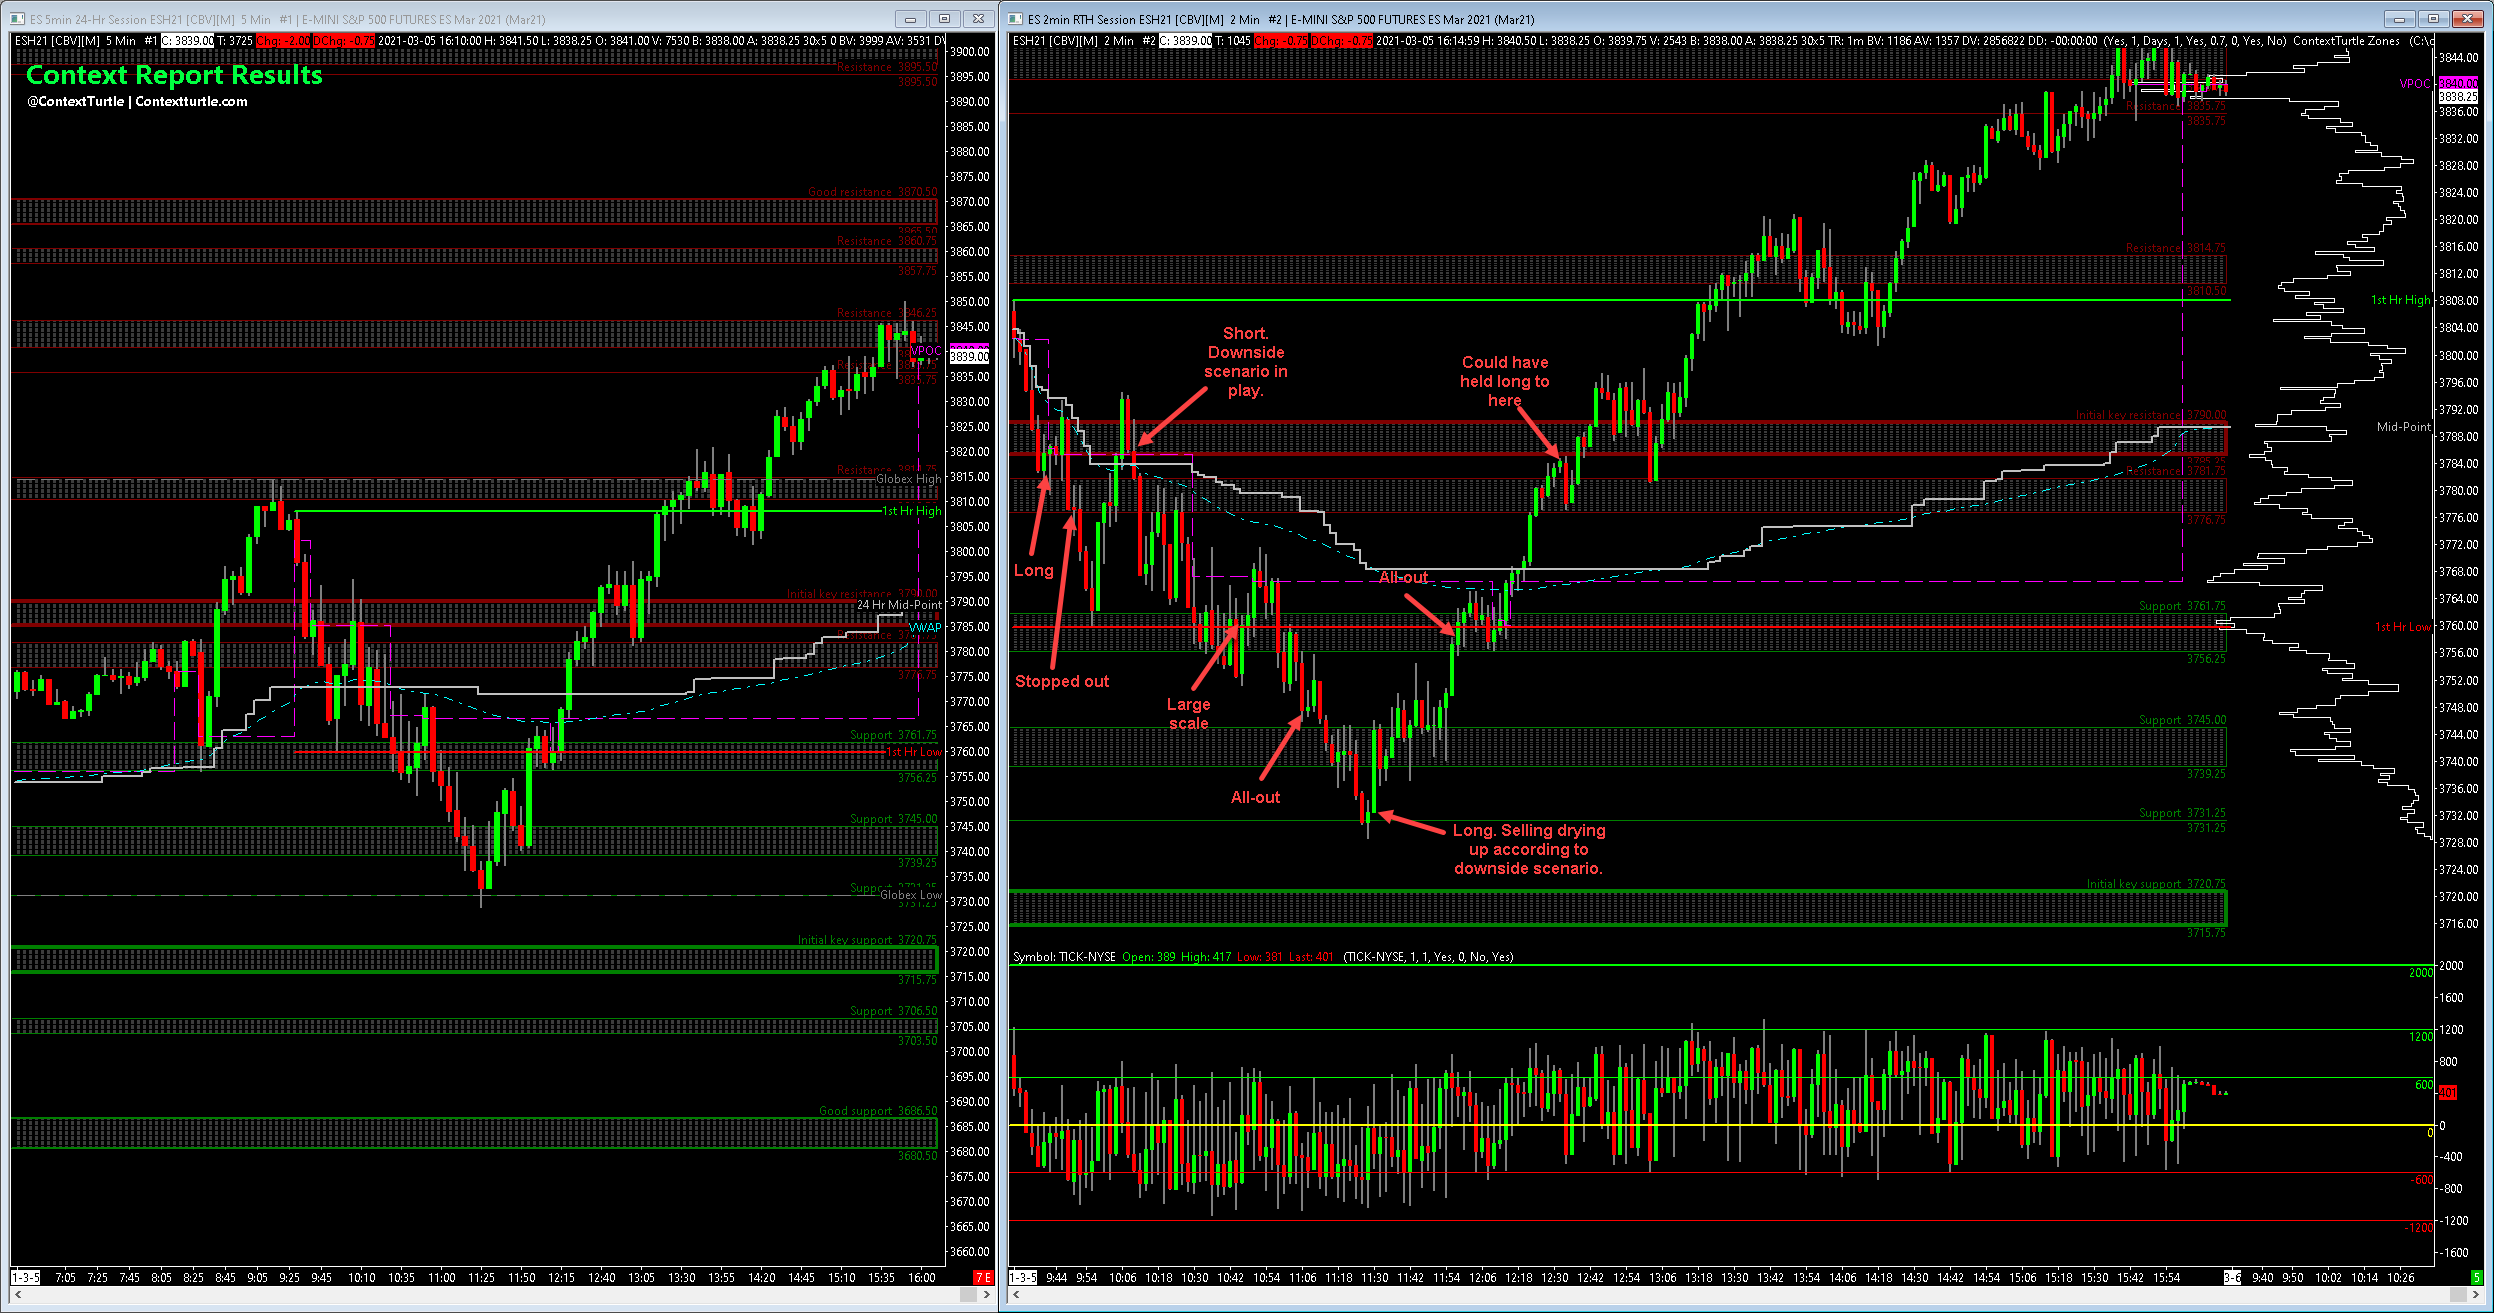 ES 5min 24-Hr Session ESH21 [CBV][M] 5 Min #1 | E-MINI S&P 500 FUTURES ES Mar 2021 (Mar21)
ESH21 [CBV][M] 5 Min #1 C: 3839.00 T: 3725 Chg: -2.00 DChg: -0.75 2021-03-05 16:10:00 H: 3841.50 L: 3838.25 O: 3841.00 V: 7530 B: 3838.00 A: 3838.25 30x5 0 BV: 3999 AV: 3531 D
Context Report Results
@ContextTurtle | Contextturtle.com
Resistance 3895.50
3895.50
Good resistance 3870.50
3865.50
Resistance 3860.75
3857.75
Resistance 3846.25
VPOC
3839.00
3835.75
Resistance
Globex High
1st Hr High
Initial key resistance 3790.00
24 Hr Mid-Point
VWAP
3776.75
Support 3761.75
1st Hr Low
3756.25
Support 3745.00
3739.25
Support 3731.25
Globex Low
3731.25
Initial key support 3720.75
3715.75
Support 3706.50
3703.50
Good support 3686.50
3680.50
3900.00
3895.00
3890.00
3885.00
3880.00
3875.00
3870.00
3865.00
3860.00
3855.00
3850.00
3845.00
3835.00
3830.00
3825.00
3820.00
3815.00
3810.00
3805.00
3800.00
3795.00
3790.00
3785.00
3780.00
3775.00
3770.00
3765.00
3760.00
3755.00
3750.00
3745.00
3740.00
3735.00
3730.00
3725.00
3720.00
3715.00
3710.00
3705.00
3700.00
3695.00
3690.00
3685.00
3680.00
3675.00
3670.00
3665.00
3660.00
1-3-5 7:05 7:25 7:45 8:05 8:25 8:45 9:05 9:25 9:45 10:10 10:35 11:00 11:25 11:50 12:15 12:40 13:05 13:30 13:55 14:20 14:45 15:10 15:35 16:00 7 E
ES 2min RTH Session ESH21 [CBV][M] 2 Min #2 | E-MINI S&P 500 FUTURES ES Mar 2021 (Mar21)
ESH21 [CBV][M] 2 Min #2 C: 3839.00 T: 1045 Chg: -0.75 DChg: -0.75 2021-03-05 16:14:59 H: 3840.50 L: 3838.25 O: 3839.75 V: 2543 B: 3838.00 A: 3838.25 30x5 TR: 1m BV: 1186 AV: 1357 DV: 2856822 DD: -00:00:00 (Yes, 1, Days, 1, Yes, 0.7, 0, Yes, No) ContextTurtle Zones (C:\c
VPOC 3840.00
3838.25
Resistance 3835.75
3835.75
Resistance 3814.75
3810.50
1st Hr High
Short.
Downside
scenario in
play.
Could have
held long to
here
Initial key resistance 3790.00
Mid-Point
3785.25
Resistance 3781.75
3776.75
Long
All-out
Support 3761.75
1st Hr Low
3756.25
Stopped out
Large
scale
Support 3745.00
3739.25
All-out
Support 3731.25
3731.25
Long. Selling drying
up according to
downside scenario.
Initial key support 3720.75
3715.75
3844.00
3836.00
3832.00
3828.00
3824.00
3820.00
3816.00
3812.00
3808.00
3804.00
3800.00
3796.00
3792.00
3788.00
3784.00
3780.00
3776.00
3772.00
3768.00
3764.00
3760.00
3756.00
3752.00
3748.00
3744.00
3740.00
3736.00
3732.00
3728.00
3724.00
3720.00
3716.00
Symbol: TICK-NYSE Open: 389 High: 417 Low: 381 Last: 401 (TICK-NYSE, 1, 1, Yes, 0, No, Yes)
2000
2000
1600
1200
1200
800
600
401
0
0
-400
-600
-800
-1200
-1200
-1600
1-3-5 9:44 9:54 10:06 10:18 10:30 10:42 10:54 11:06 11:18 11:30 11:42 11:54 12:06 12:18 12:30 12:42 12:54 13:06 13:18 13:30 13:42 13:54 14:06 14:18 14:30 14:42 14:54 15:06 15:18 15:30 15:42 15:54 3-6 9:40 9:50 10:02 10:14 10:26 5